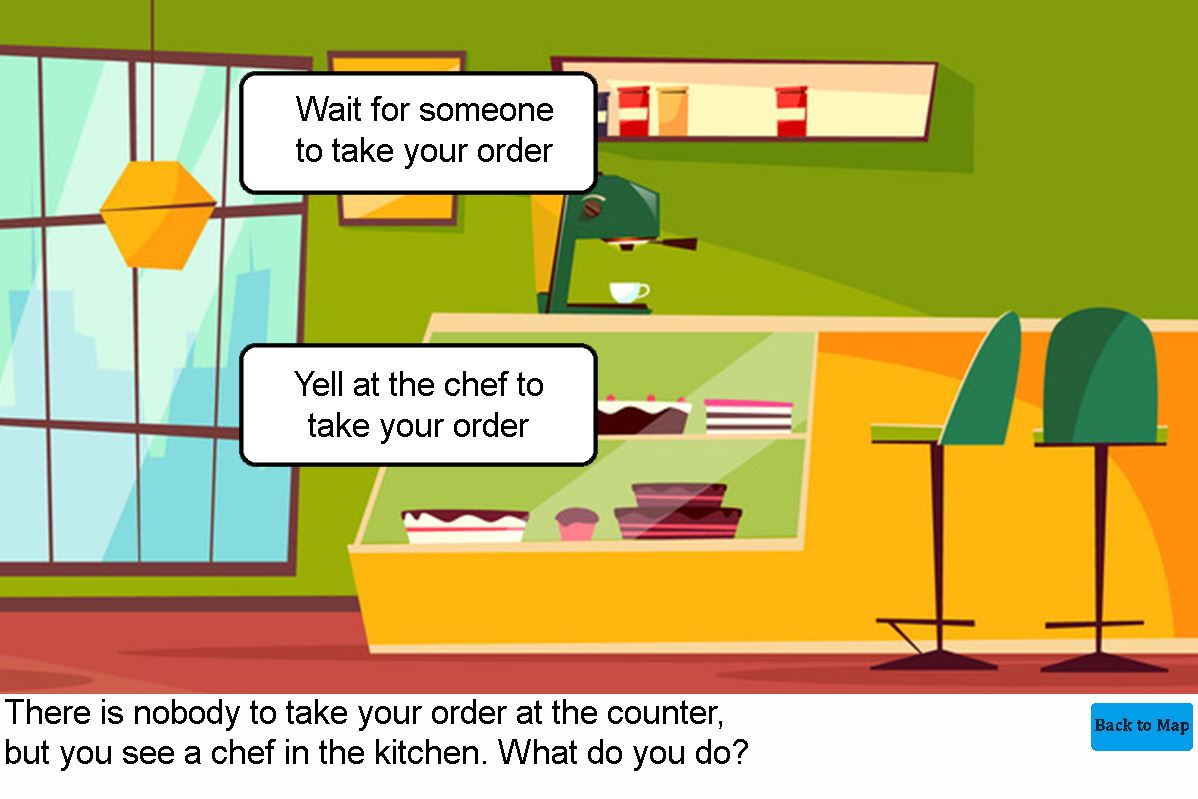 Wait for someone
to take your order
Yell at the chef to
take your order
There is nobody to take your order at the counter,
but you see a chef in the kitchen. What do you do?
Back to Map